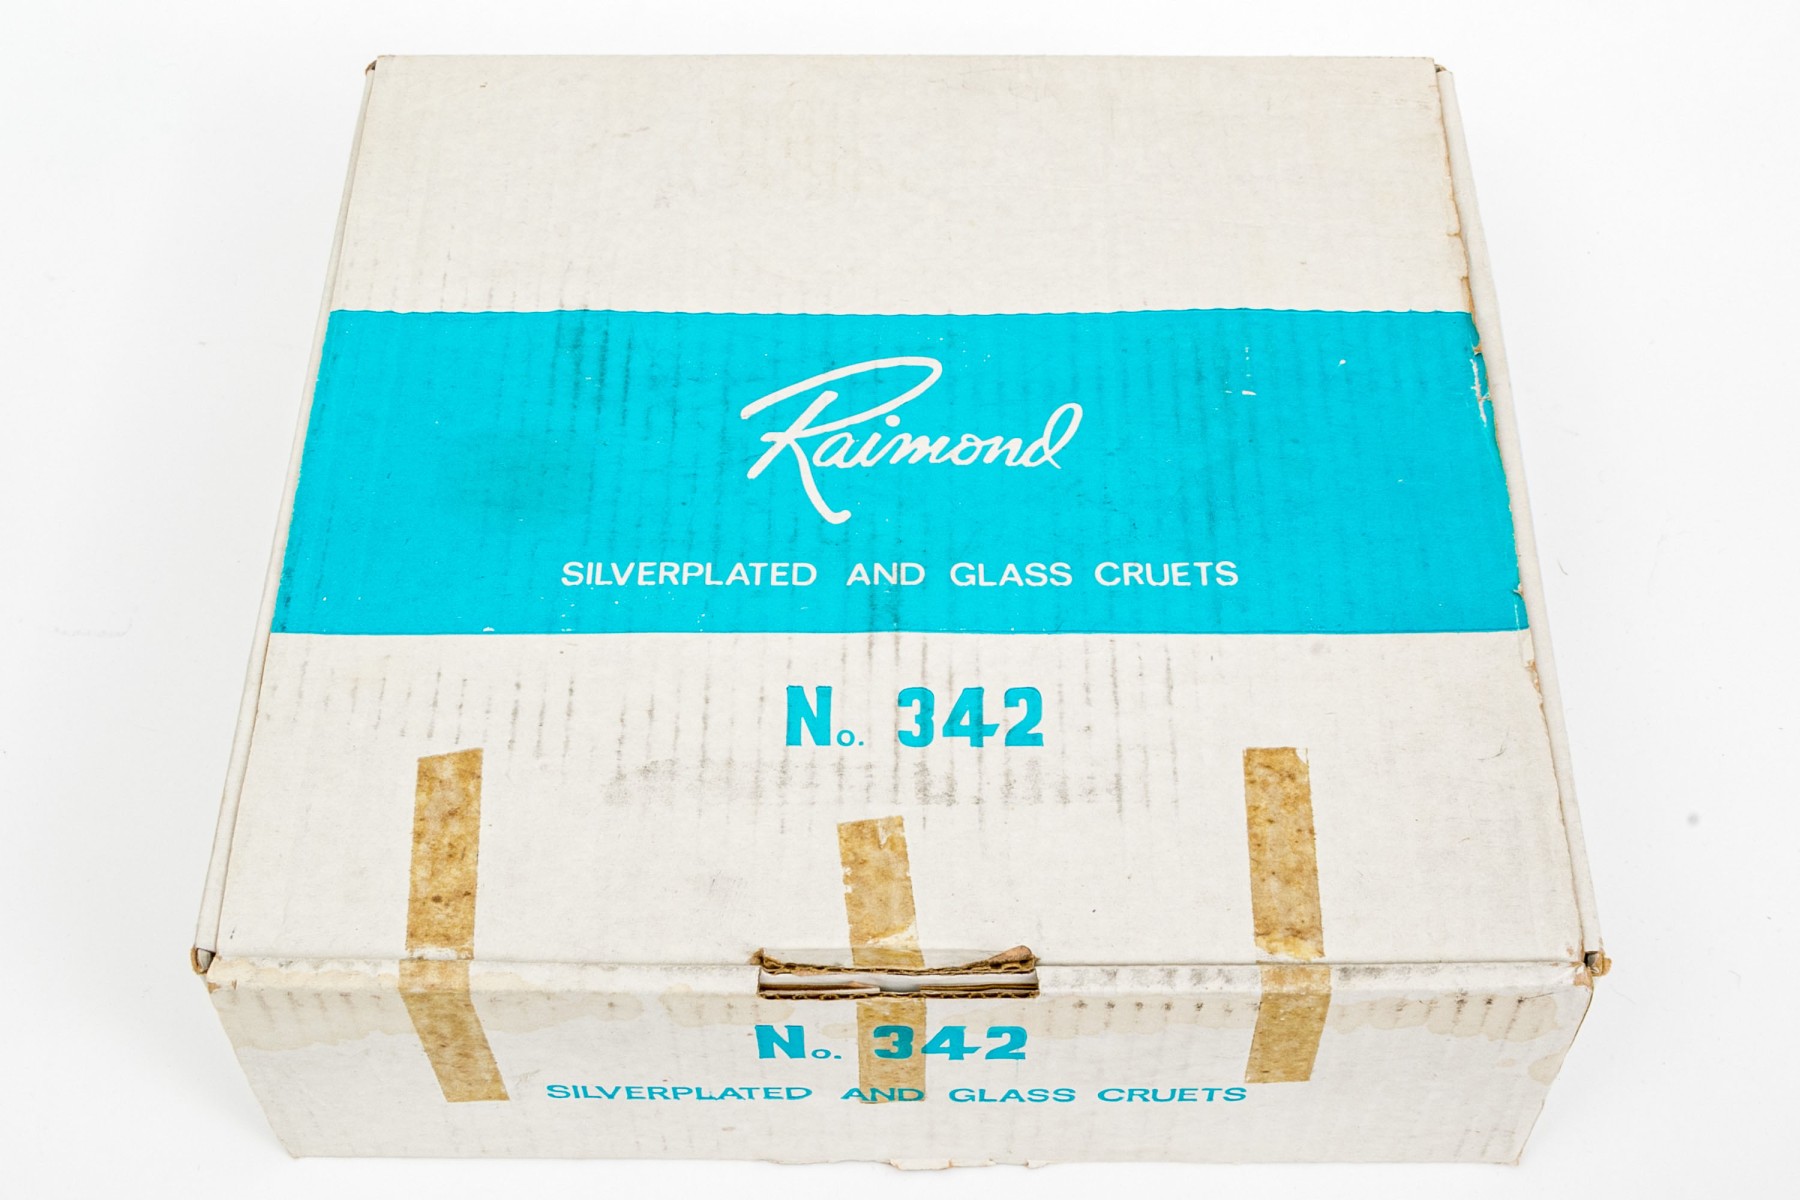 Raimond
SILVERPLATED AND GLASS CRUETS
No. 342
No. 342
SILVERPLATED AND GLASS CRUETS